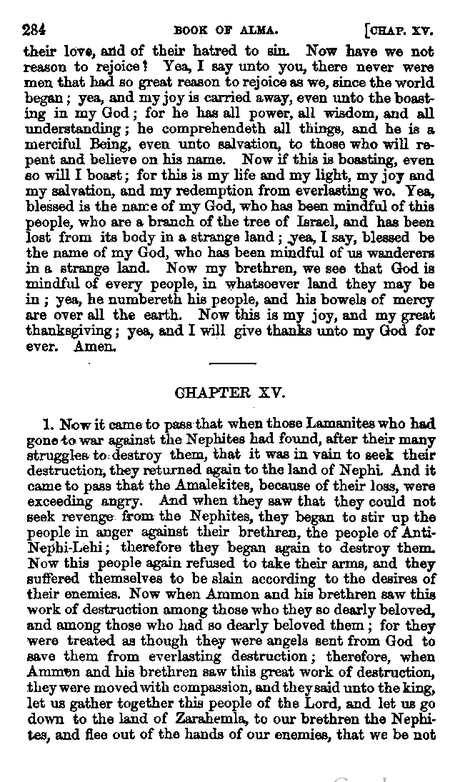 284 BOOK OF ALMA. [CHAP. XV.
their love, and of their hatred to sin. Now have we not
reason to rejoice? Yea, I say unto you, there never were
men that had so great reason to rejoice as we, since the world
began; yea, and my joy is carried away, even unto the boast-
ing in my God; for he has all power, all wisdom, and all
understanding; he comprehendeth all things, and he is a
merciful Being, even unto salvation, to those who will re-
pent and believe on his name. Now if this is boasting, even
so will I boast; for this is my life and my light, my joy and
my salvation, and my redemption from everlasting wo. Yea,
blessed is the name of my God, who has been mindful of this
people, who are a branch of the tree of Israel, and has been
lost from its body in a strange land; yea, I say, blessed be
the name of my God, who has been mindful of us wanderers
in a strange land. Now my brethren, we see that God is
mindful of every people, in whatsoever land they may be
in; yea, he numbereth his people, and his bowels of mercy
are over all the earth. Now this is my joy, and my great
thanksgiving; yea, and I will give thanks unto my God for
ever. Amen.
CHAPTER XV.
1. Now it came to pass that when those Lamanites who had
gone to war against the Nephites had found, after their many
struggles to destroy them, that it was in vain to seek their
destruction, they returned again to the land of Nephi. And it
came to pass that the Amalekites, because of their loss, were
exceeding angry. And when they saw that they could not
seek revenge from the Nephites, they began to stir up the
people in anger against their brethren, the people of Anti-
Nephi-Lehi; therefore they began again to destroy them.
Now this people again refused to take their arms, and they
suffered themselves to be slain according to the desires of
their enemies. Now when Ammon and his brethren saw this
work of destruction among those who they so dearly beloved,
and among those who had so dearly beloved them; for they
were treated as though they were angels sent from God to
save them from everlasting destruction; therefore, when
Ammon and his brethren saw this great work of destruction,
they were moved with compassion, and they said unto the king,
let us gather together this people of the Lord, and let us go
down to the land of Zarahemla, to our brethren the Nephi-
tes, and flee out of the hands of our enemies, that we be not